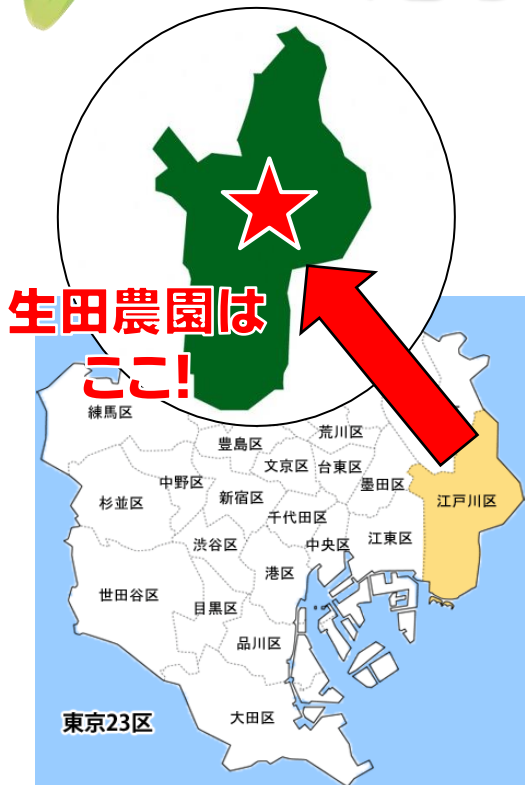 生田農園は
ここ!
練馬区
豊島区
荒川区
中野区
文京区
台東区
墨田区
杉並区
新宿区
千代田区
江戸川区
渋谷区
中央区
江東区
世田谷区
目黒区
港区
品川区
大田区
東京23区